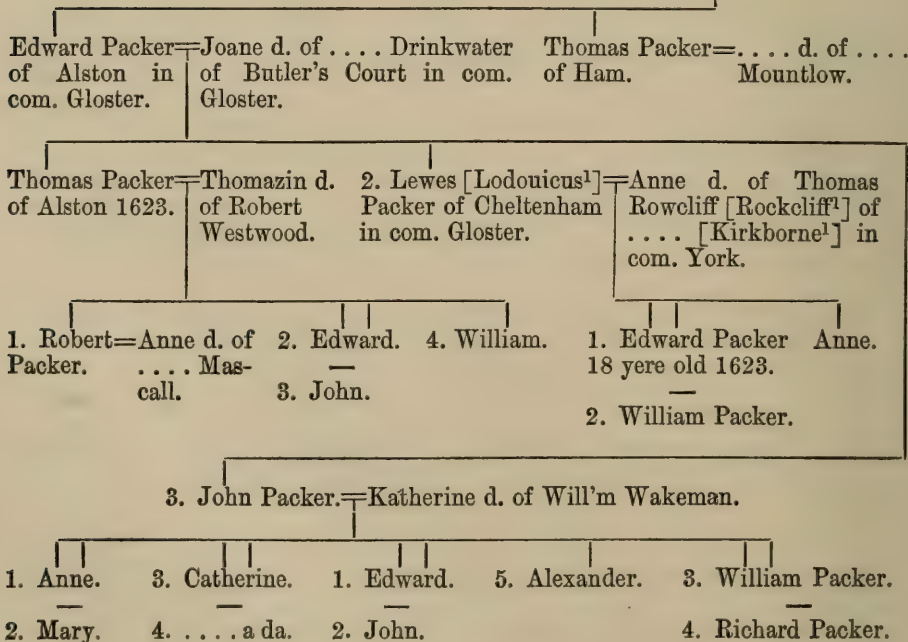 Edward Packer=Joane d. of . . . . Drinkwater
of Alston in of Butler's Court in com.
com. Gloster. Gloster.
Thomas Packer=. . . . d. of . . . .
of Ham. Mountlow.
Thomas Packer=Thomazin d.
of Alston 1623. of Robert
Westwood.
2. Lewes [Lodouicus¹]=Anne d. of Thomas
Packer of Cheltenham Rowcliff [Rockcliff¹] of
in com. Gloster. . . . . [Kirkborne¹] in
com. York.
1. Robert=Anne d. of
Packer. . . . . Mas-
call.
2. Edward.
3. John.
4. William.
1. Edward Packer
18 yere old 1623.
2. William Packer.
Anne.
3. John Packer.=Katherine d. of Will'm Wakeman.
1. Anne.
2. Mary.
3. Catherine.
4. . . . . a da.
1. Edward.
2. John.
5. Alexander.
3. William Packer.
4. Richard Packer.